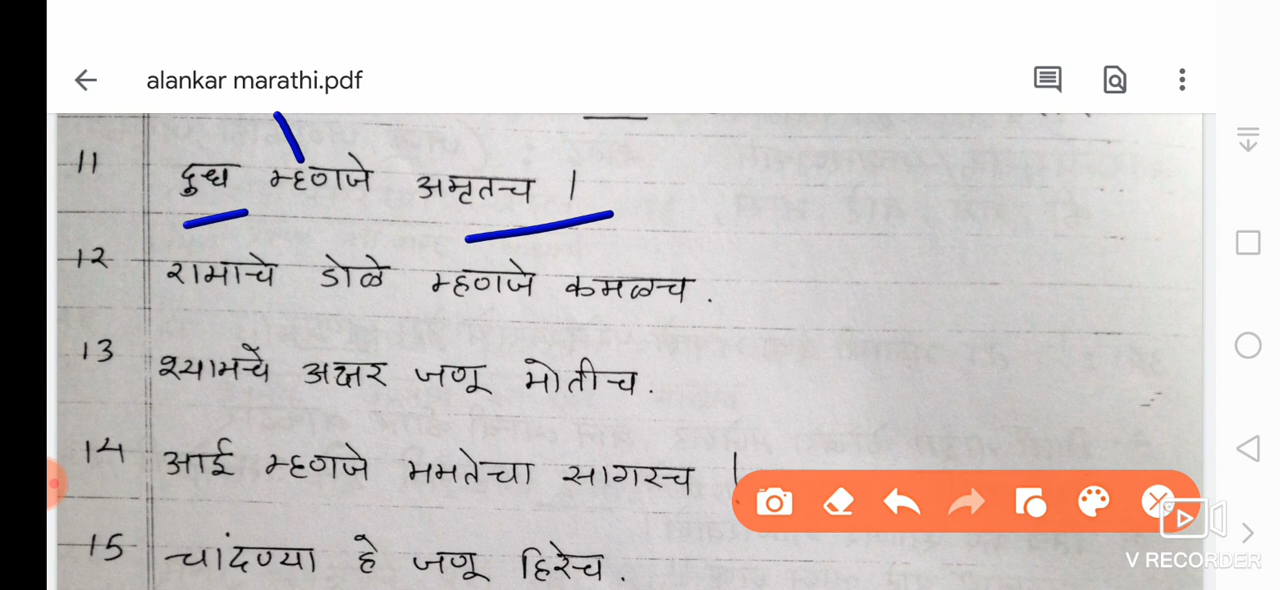 alankar marathi.pdf
11 दुध म्हणजे अमृतच |
12 रामाचे डोळे म्हणजे कमळच .
13 श्यामचे अक्षर जणू मोतीच .
14 आई म्हणजे ममतेचा सागरच |
15 चांदण्या हे जणू हिरेच .
V RECORDER